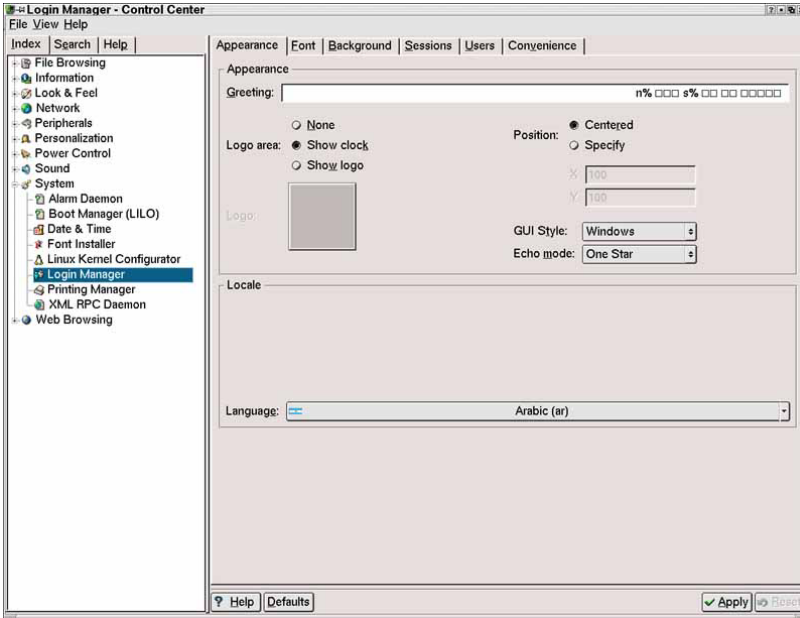 Login Manager - Control Center
File View Help
Index
Search
Help
File Browsing
Information
Look & Feel
Network
Peripherals
Personalization
Power Control
Sound
System
Alarm Daemon
Boot Manager (LILO)
Date & Time
Font Installer
Linux Kernel Configurator
Login Manager
Printing Manager
XML RPC Daemon
Web Browsing
Appearance
Font
Background
Sessions
Users
Convenience
Appearance
Greeting:
n% □□□ s% □□ □□ □□□□□
Logo area:
None
Show clock
Show logo
Logo:
Position:
Centered
Specify
X: 100
Y: 100
GUI Style: Windows
Echo mode: One Star
Locale
Language: Arabic (ar)
? Help
Defaults
Apply
Reset